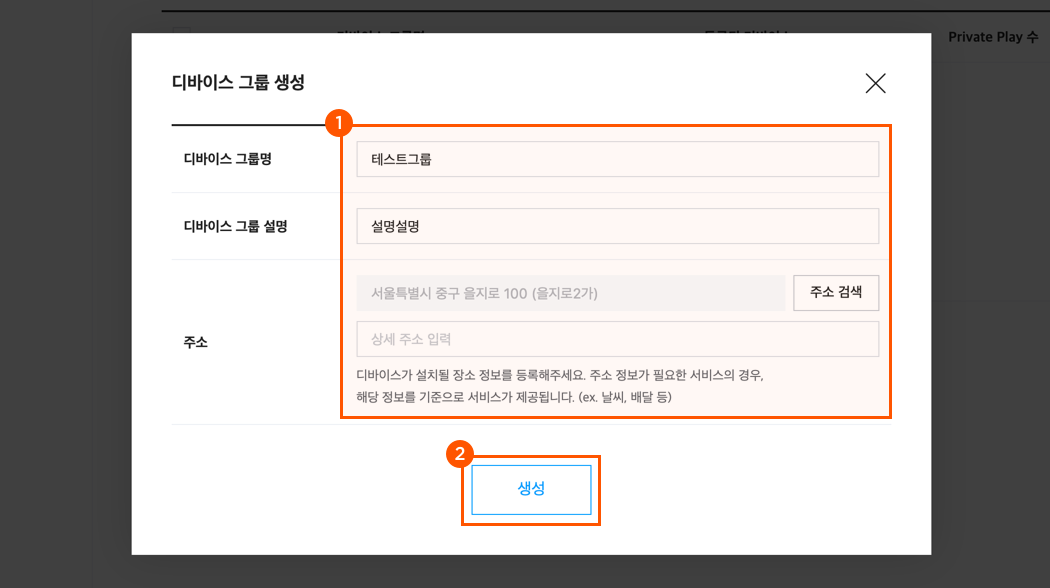 Private Play 수
디바이스 그룹 생성
1
디바이스 그룹명
테스트그룹
디바이스 그룹 설명
설명설명
주소
서울특별시 중구 을지로 100 (을지로2가)
주소 검색
상세 주소 입력
디바이스가 설치될 장소 정보를 등록해주세요. 주소 정보가 필요한 서비스의 경우,
해당 정보를 기준으로 서비스가 제공됩니다. (ex. 날씨, 배달 등)
2
생성